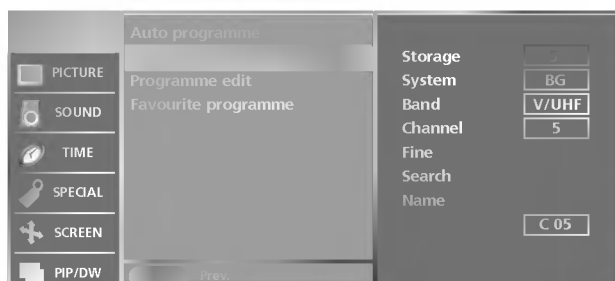 PICTURE
SOUND
TIME
SPECIAL
SCREEN
PIP/DW
Auto programme
Programme edit
Favourite programme
Prev.
Storage 5
System BG
Band V/UHF
Channel 5
Fine
Search
Name
C 05